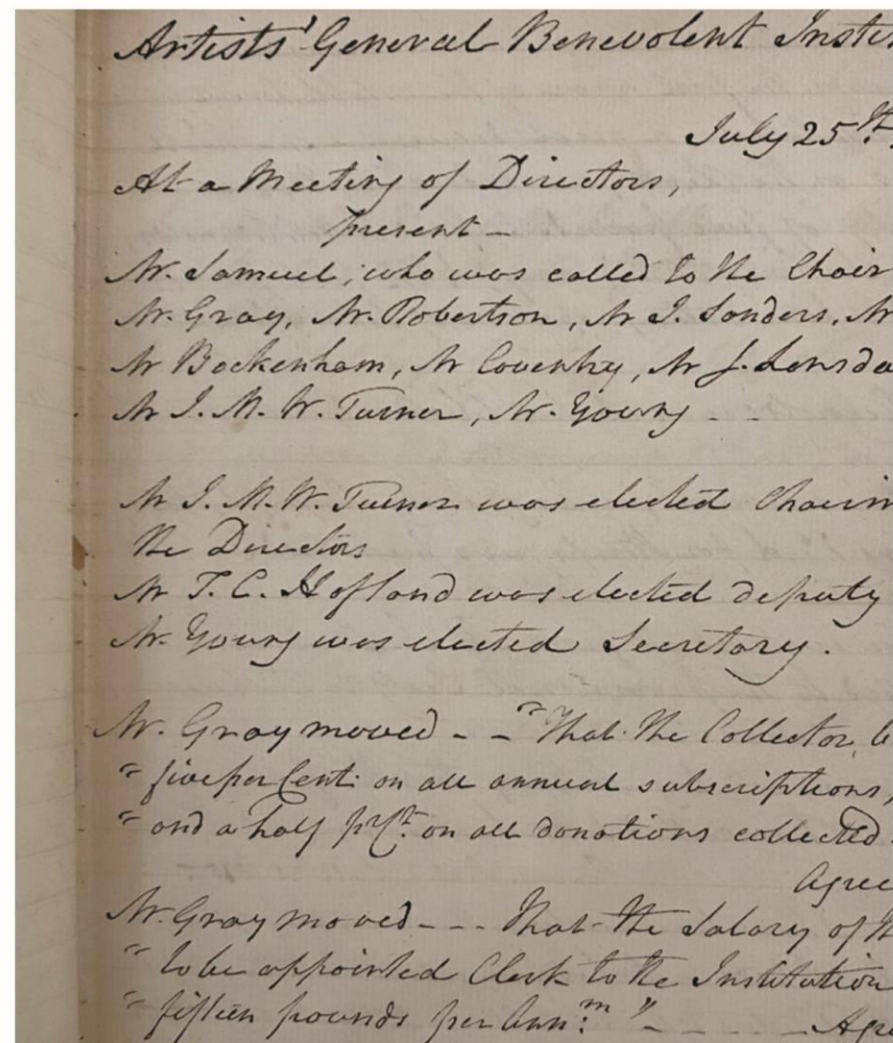 Artists' General Benevolent Insti
July 25th.
At a Meeting of Directors,
present -
Mr. Samuel, who was called to the Chair
Mr. Gray, Mr. Robertson, Mr J. Sanders, Mr
Mr Bockenham, Mr Coventry, Mr J. Lonsda
Mr J. M. W. Turner, Mr. Young - -
Mr J. M. W. Turner was elected Chairm
the Directors
Mr T. C. Hofland was elected deputy
Mr. Young was elected Secretary.
Mr. Gray moved - - "That the Collector b
" five per Cent: on all annual subscriptions,
" and a half pr Ct. on all donations collected
Agree
Mr. Gray moved - - - That the Salary of th
" to be appointed Clerk to the Institution
" fifteen pounds per Annm " - - - - - Agre